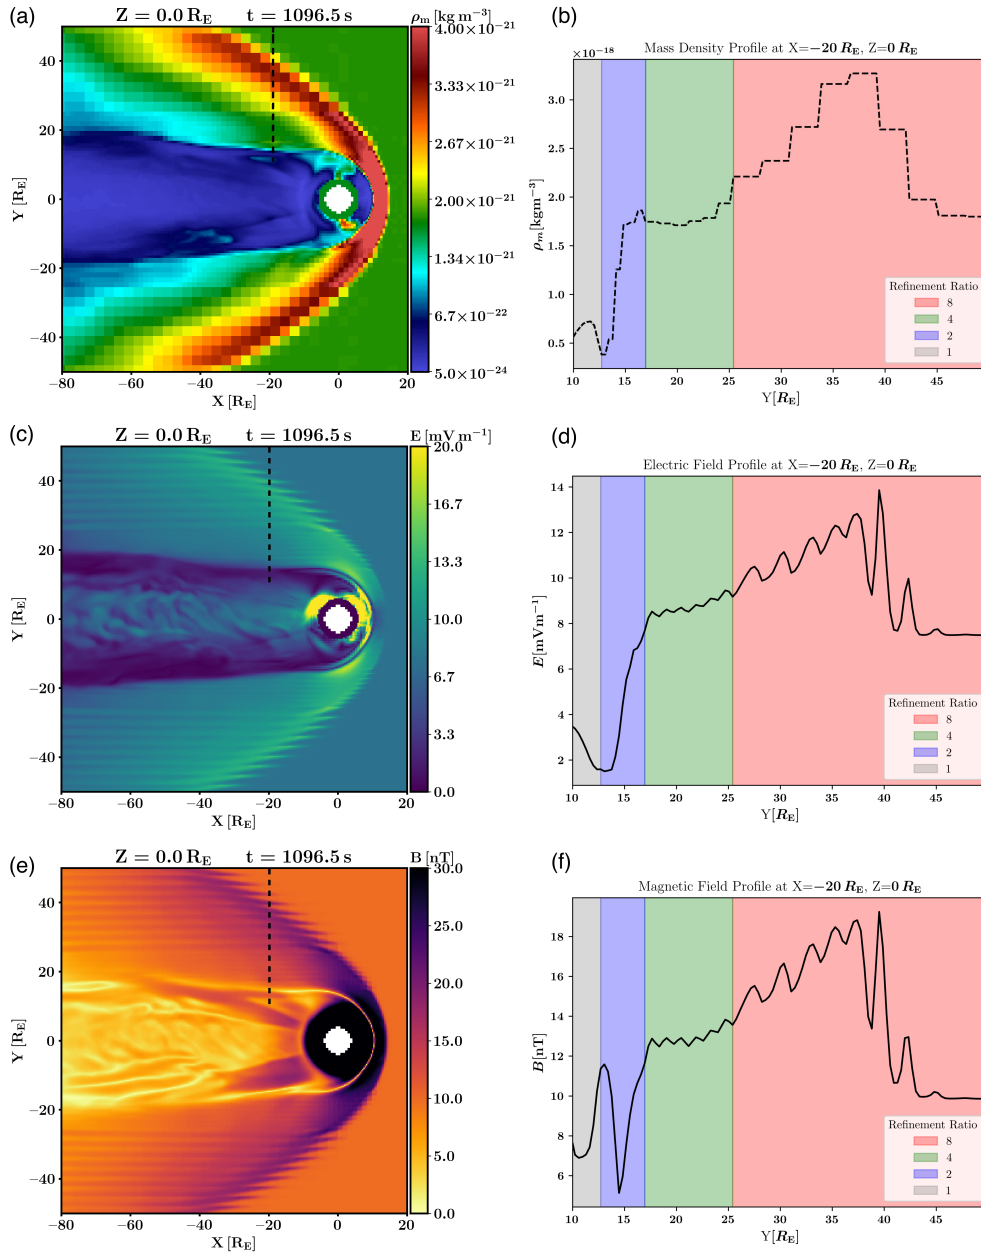 (a)
Z = 0.0 R_E t = 1096.5 s
ρ_m [kg m⁻³]
4.00×10⁻²¹
3.33×10⁻²¹
2.67×10⁻²¹
2.00×10⁻²¹
1.34×10⁻²¹
6.7×10⁻²²
5.0×10⁻²⁴
40
20
0
−20
−40
Y [R_E]
−80 −60 −40 −20 0 20
X [R_E]
(b)
×10⁻¹⁸
Mass Density Profile at X=−20 R_E, Z=0 R_E
3.0
2.5
2.0
1.5
1.0
0.5
ρ_m[kgm⁻³]
Refinement Ratio
8
4
2
1
10 15 20 25 30 35 40 45
Y[R_E]
(c)
Z = 0.0 R_E t = 1096.5 s
E [mV m⁻¹]
20.0
16.7
13.3
10.0
6.7
3.3
0.0
40
20
0
−20
−40
Y [R_E]
−80 −60 −40 −20 0 20
X [R_E]
(d)
Electric Field Profile at X=−20 R_E, Z=0 R_E
14
12
10
8
6
4
2
E[mVm⁻¹]
Refinement Ratio
8
4
2
1
10 15 20 25 30 35 40 45
Y[R_E]
(e)
Z = 0.0 R_E t = 1096.5 s
B [nT]
30.0
25.0
20.0
15.0
10.0
5.0
0.0
40
20
0
−20
−40
Y [R_E]
−80 −60 −40 −20 0 20
X [R_E]
(f)
Magnetic Field Profile at X=−20 R_E, Z=0 R_E
18
16
14
12
10
8
6
B[nT]
Refinement Ratio
8
4
2
1
10 15 20 25 30 35 40 45
Y[R_E]